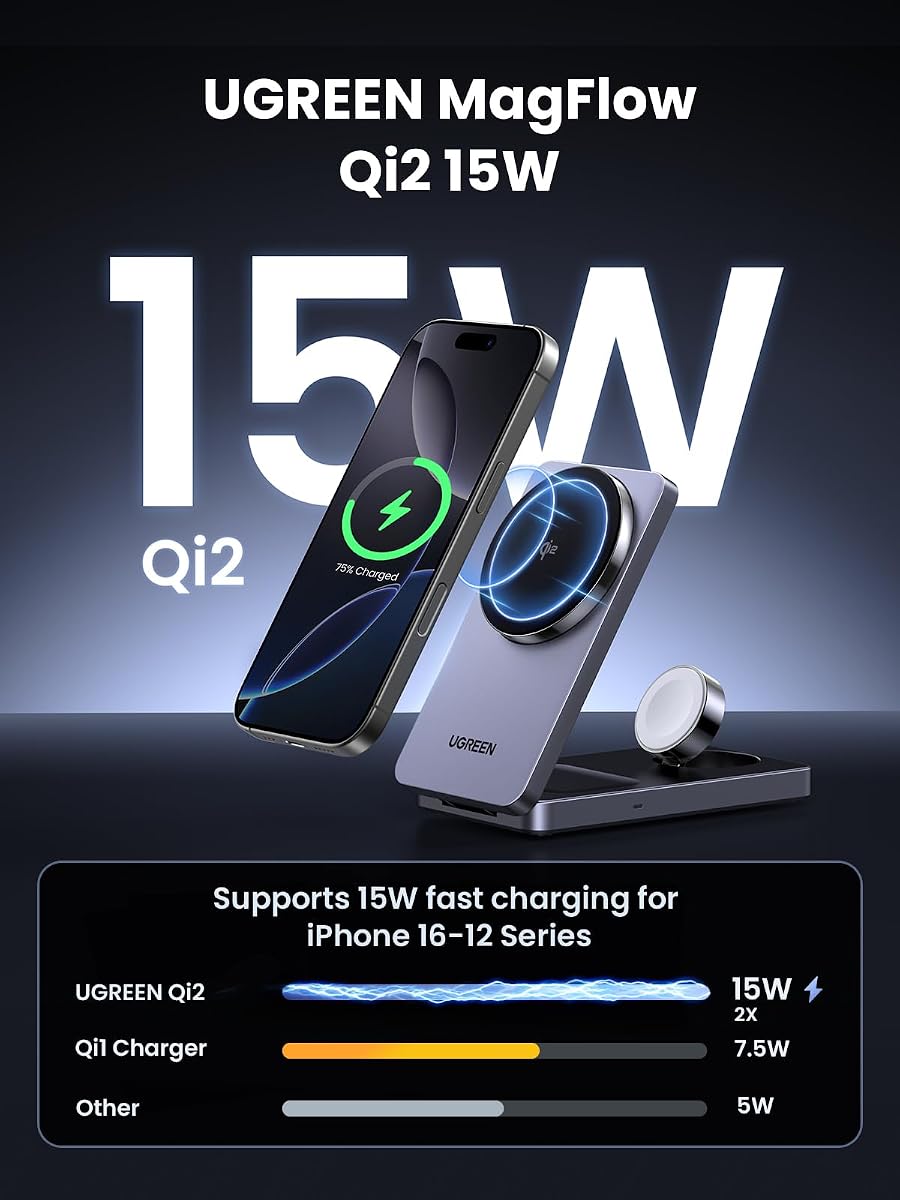 UGREEN MagFlow
Qi2 15W
15W
Qi2
75% Charged
Qi2
UGREEN
Supports 15W fast charging for
iPhone 16-12 Series
UGREEN Qi2 15W
2X
Qi1 Charger 7.5W
Other 5W